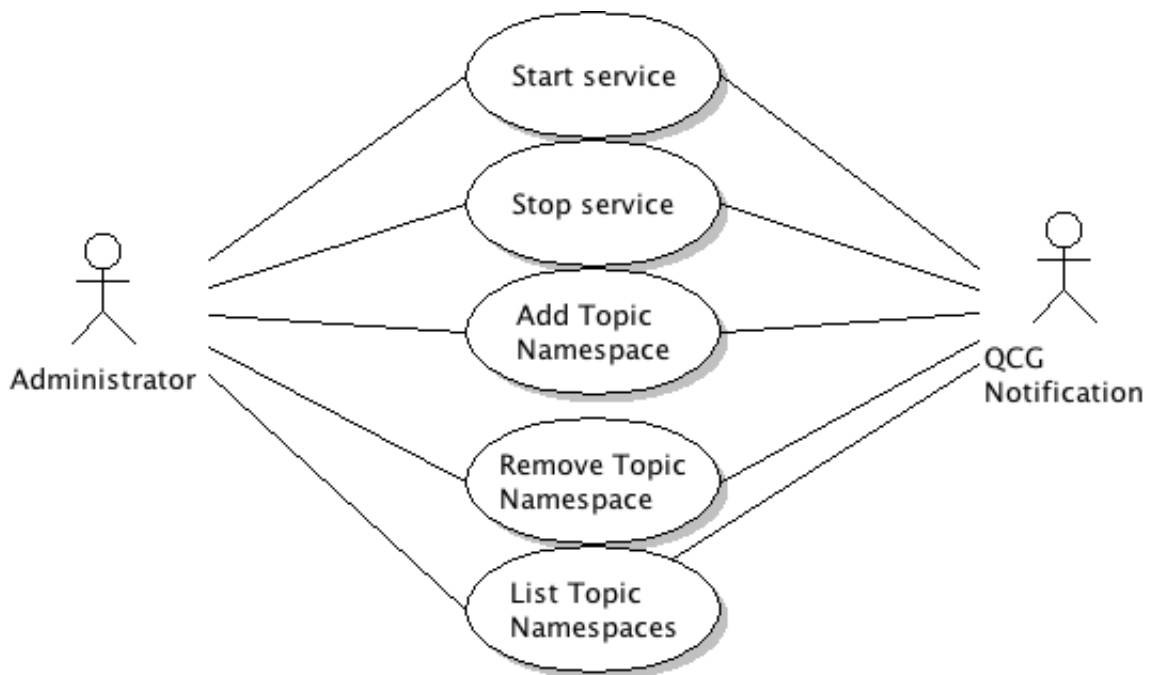 Start service
Stop service
Add Topic
Namespace
Administrator
QCG
Notification
Remove Topic
Namespace
List Topic
Namespaces